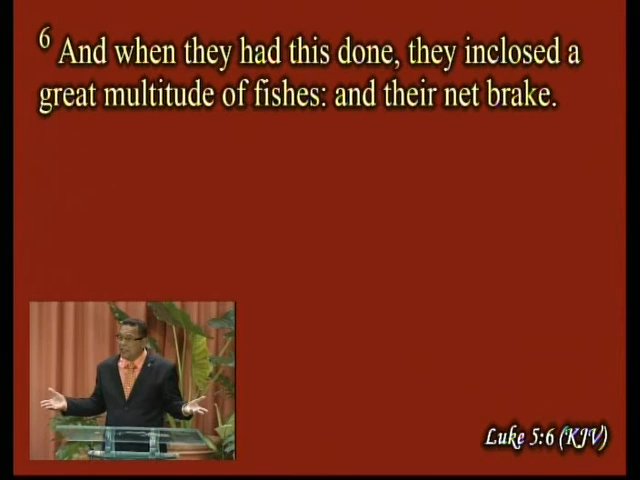 6 And when they had this done, they inclosed a
great multitude of fishes: and their net brake.
Luke 5:6 (KJV)